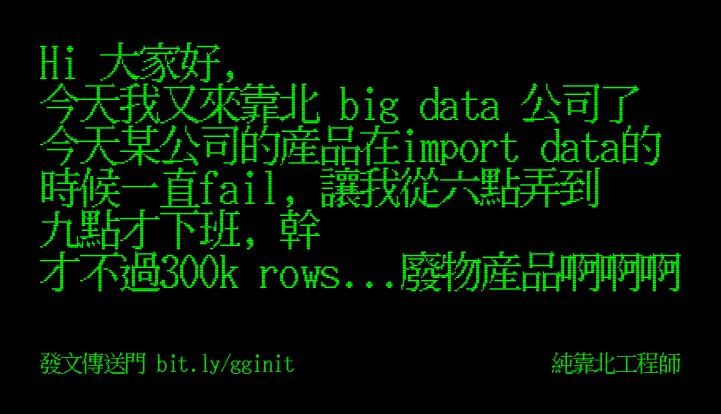 Hi 大家好,
今天我又來靠北 big data 公司了
今天某公司的産品在import data的
時候一直fail, 讓我從六點弄到
九點才下班, 幹
才不過300k rows...廢物産品啊啊啊
發文傳送門 bit.ly/gginit
純靠北工程師